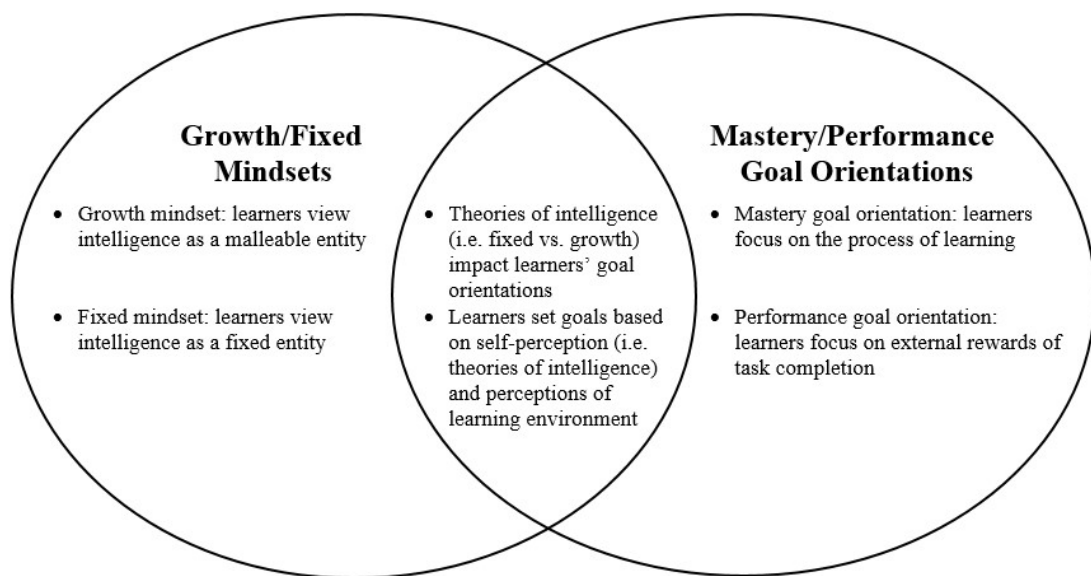 Growth/Fixed
Mindsets
• Growth mindset: learners view
intelligence as a malleable entity
• Fixed mindset: learners view
intelligence as a fixed entity
• Theories of intelligence
(i.e. fixed vs. growth)
impact learners’ goal
orientations
• Learners set goals based
on self-perception (i.e.
theories of intelligence)
and perceptions of
learning environment
Mastery/Performance
Goal Orientations
• Mastery goal orientation: learners
focus on the process of learning
• Performance goal orientation:
learners focus on external rewards of
task completion